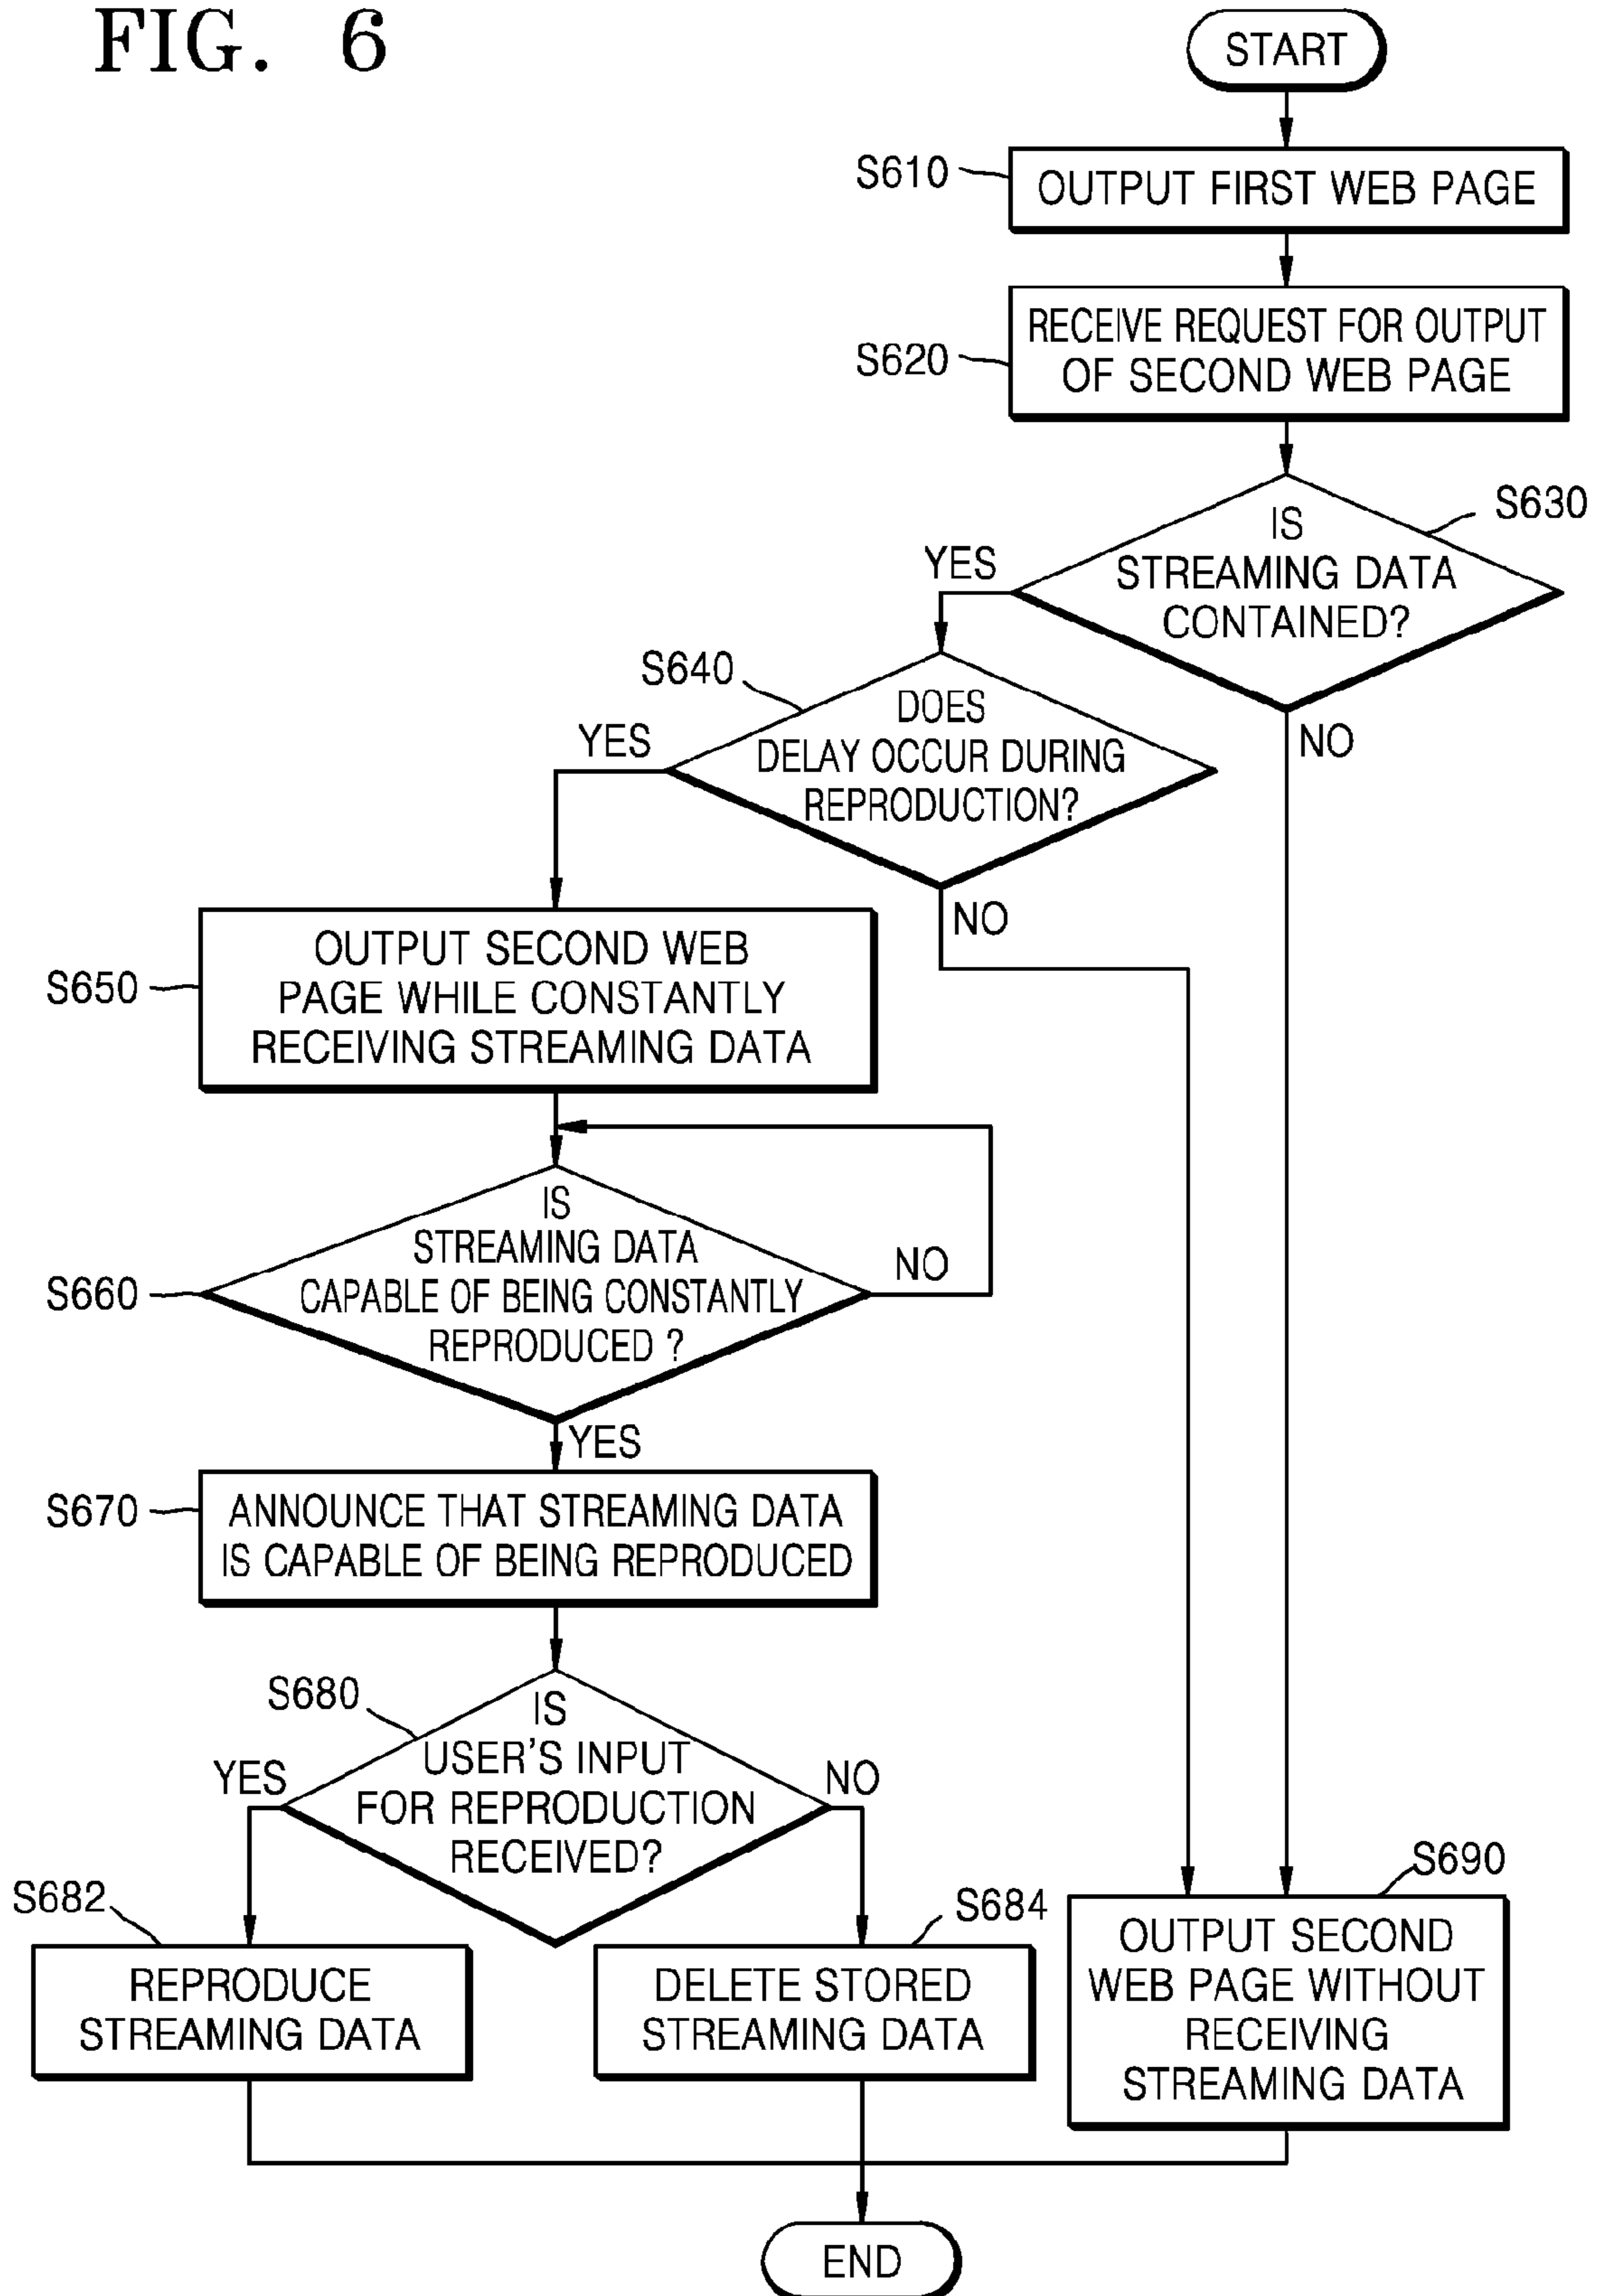 FIG. 6
START
S610
OUTPUT FIRST WEB PAGE
S620
RECEIVE REQUEST FOR OUTPUT
OF SECOND WEB PAGE
S630
IS
STREAMING DATA
CONTAINED?
YES
NO
S640
DOES
DELAY OCCUR DURING
REPRODUCTION?
YES
NO
S650
OUTPUT SECOND WEB
PAGE WHILE CONSTANTLY
RECEIVING STREAMING DATA
S660
IS
STREAMING DATA
CAPABLE OF BEING CONSTANTLY
REPRODUCED ?
NO
YES
S670
ANNOUNCE THAT STREAMING DATA
IS CAPABLE OF BEING REPRODUCED
S680
IS
USER'S INPUT
FOR REPRODUCTION
RECEIVED?
YES
NO
S682
REPRODUCE
STREAMING DATA
S684
DELETE STORED
STREAMING DATA
S690
OUTPUT SECOND
WEB PAGE WITHOUT
RECEIVING
STREAMING DATA
END